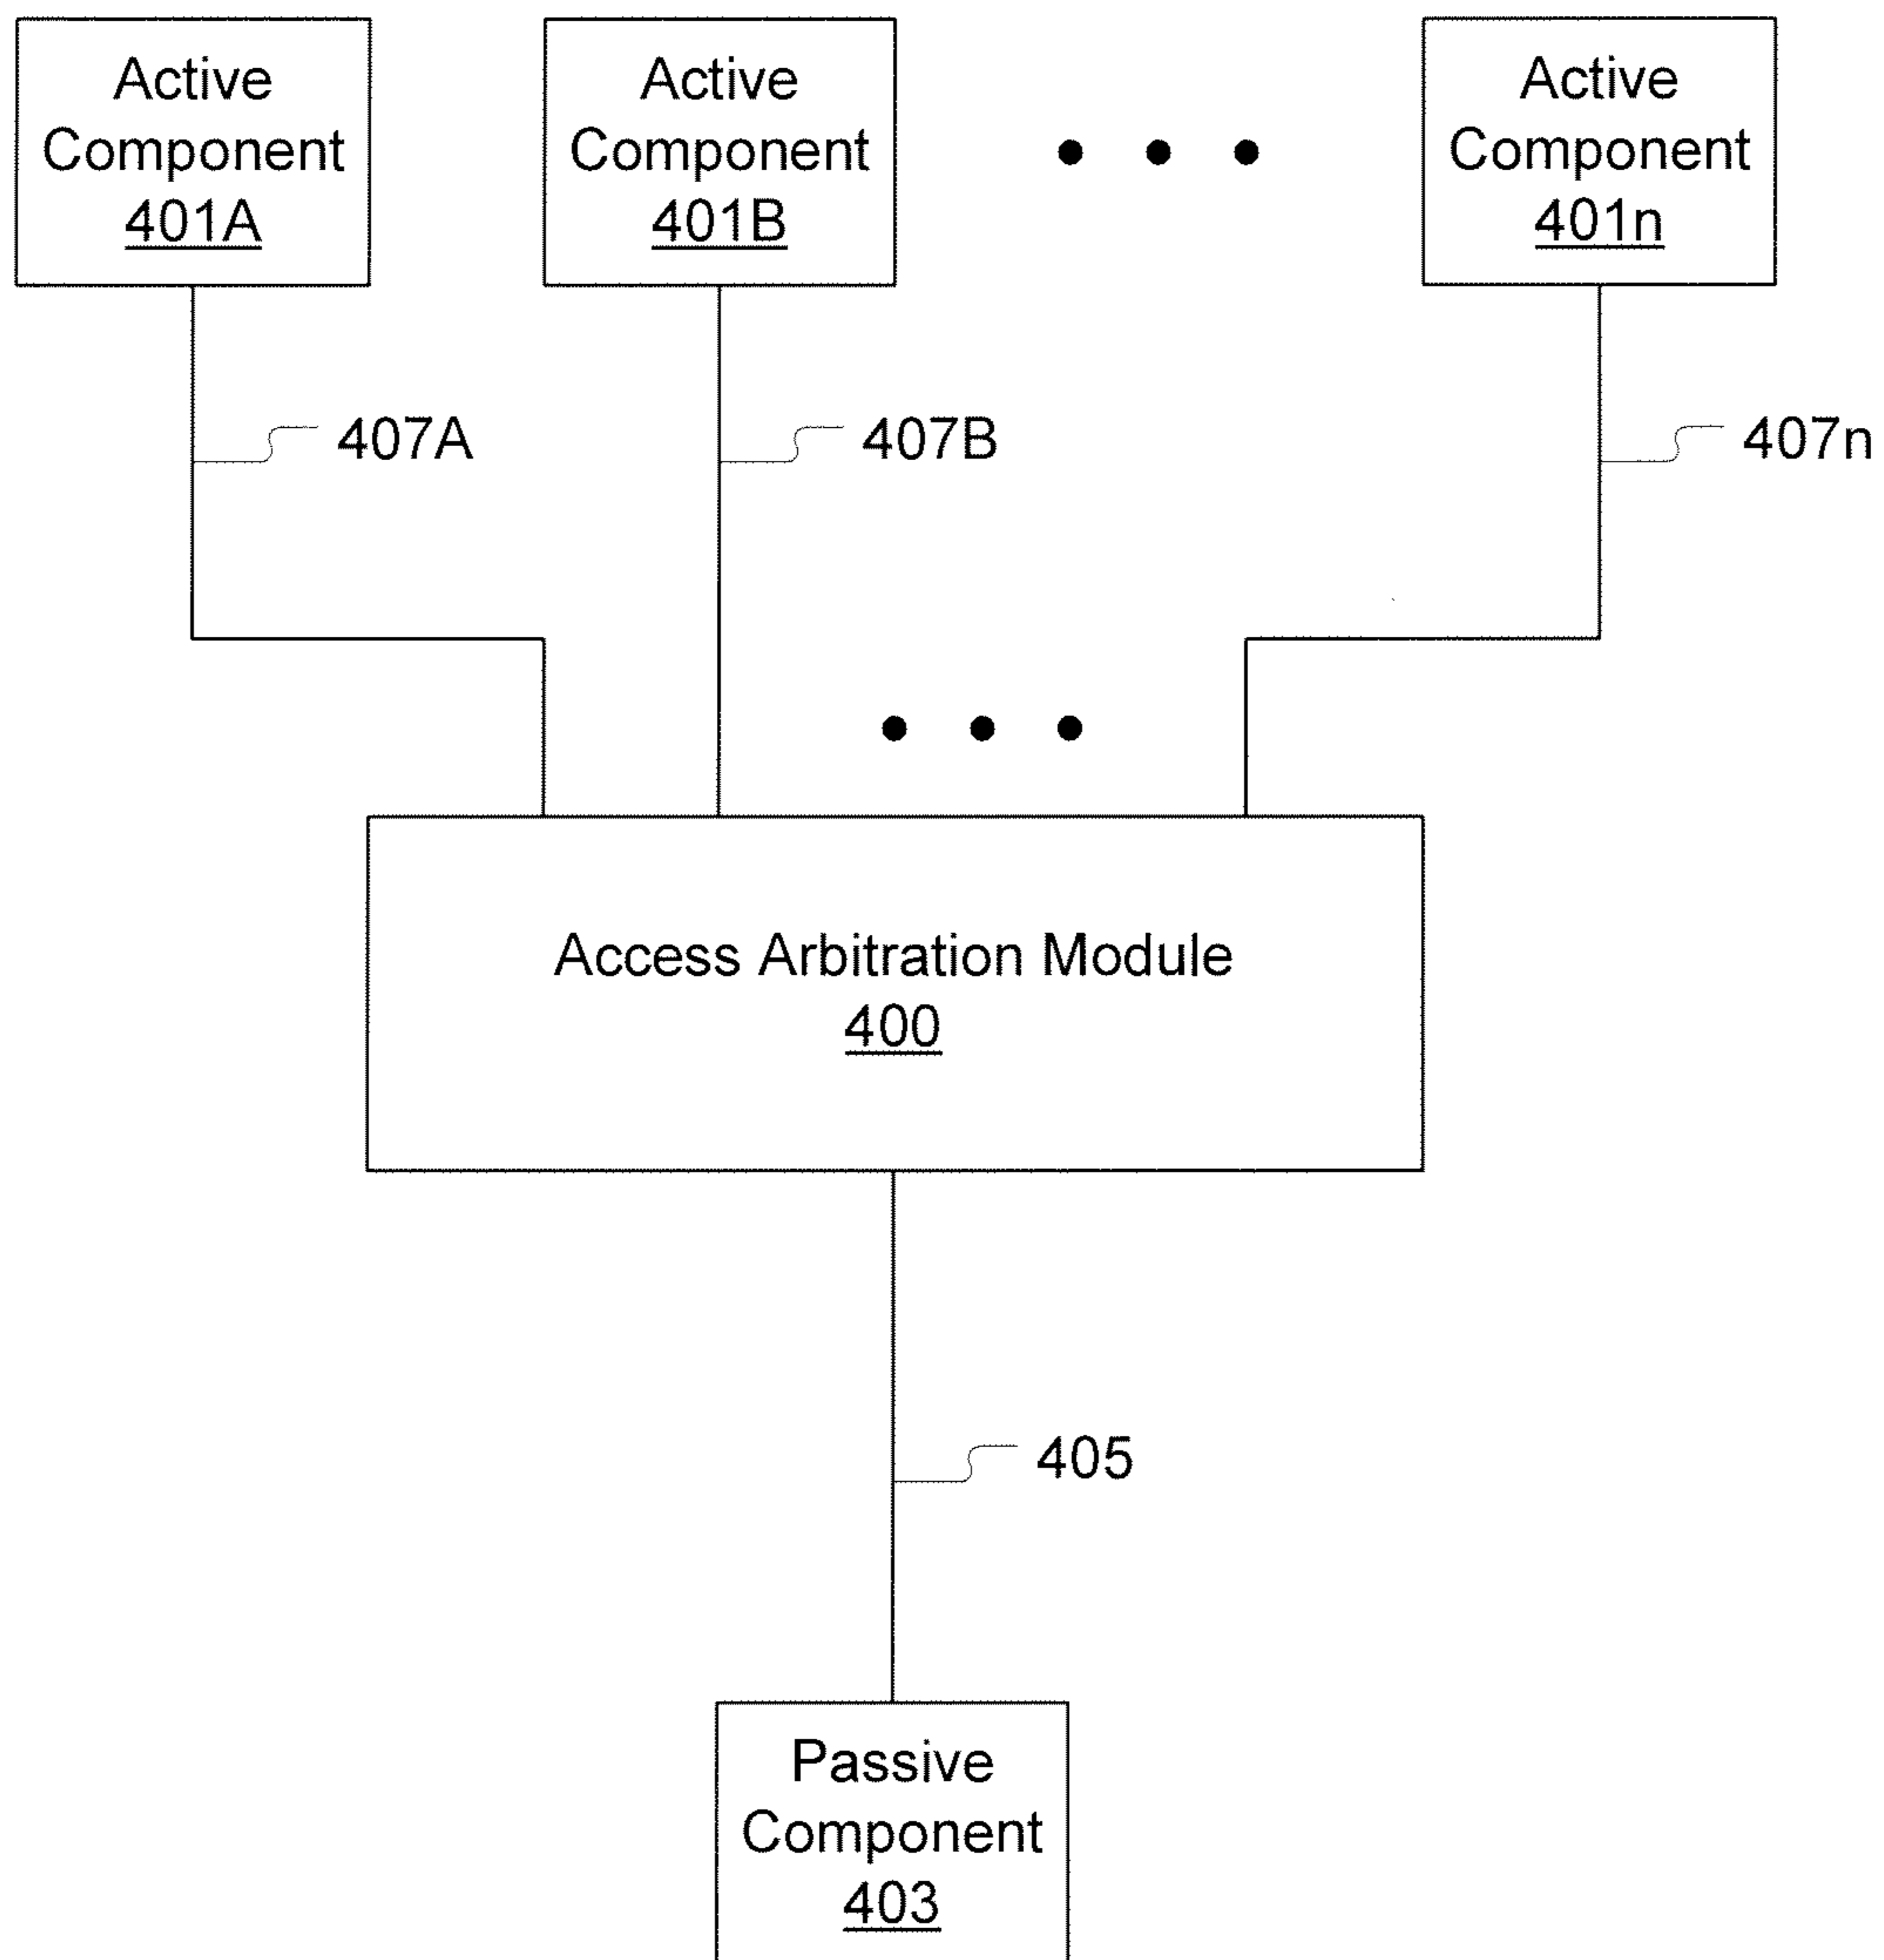 Active
Component
401A
Active
Component
401B
Active
Component
401n
407A
407B
407n
Access Arbitration Module
400
405
Passive
Component
403